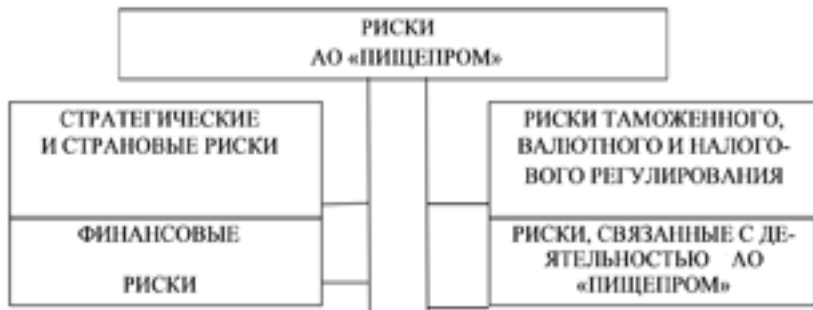 РИСКИ
АО «ПИЩЕПРОМ»
СТРАТЕГИЧЕСКИЕ
И СТРАНОВЫЕ РИСКИ
РИСКИ ТАМОЖЕННОГО,
ВАЛЮТНОГО И НАЛОГО-
ВОГО РЕГУЛИРОВАНИЯ
ФИНАНСОВЫЕ
РИСКИ
РИСКИ, СВЯЗАННЫЕ С ДЕ-
ЯТЕЛЬНОСТЬЮ АО
«ПИЩЕПРОМ»